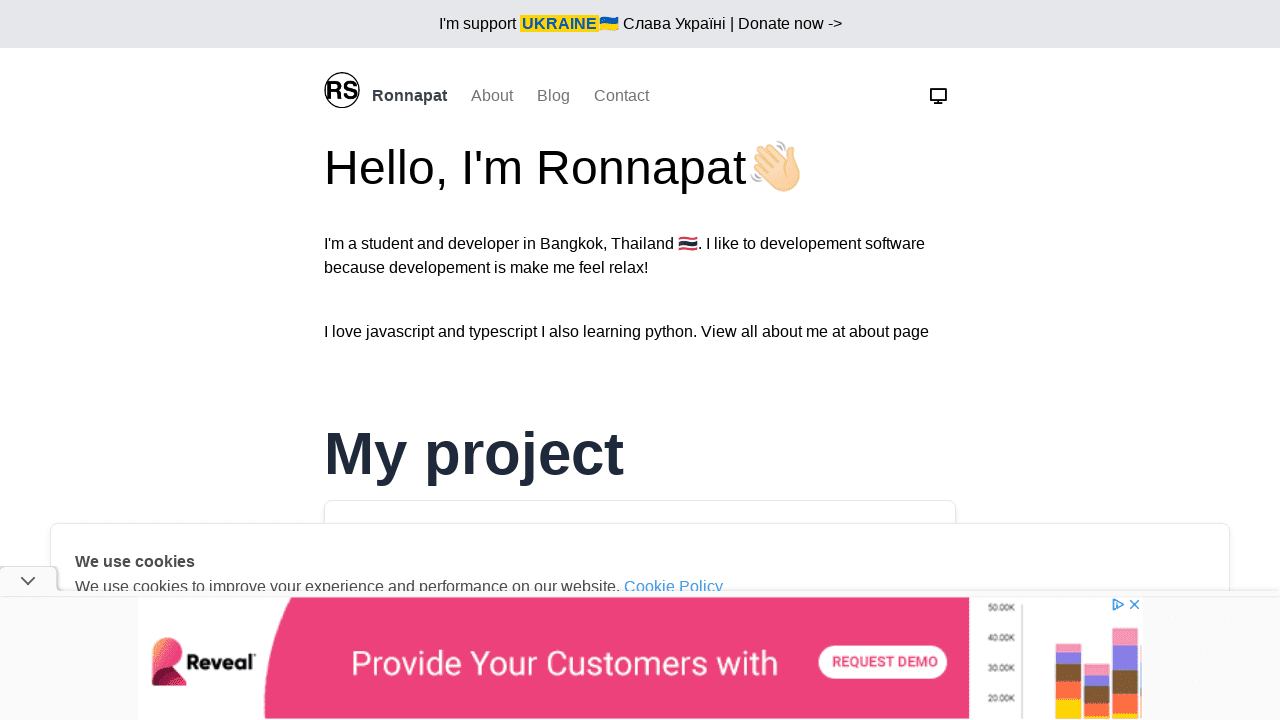 I'm support UKRAINE🇺🇦 Слава Україні | Donate now ->
RS Ronnapat About Blog Contact
Hello, I'm Ronnapat👋🏻
I'm a student and developer in Bangkok, Thailand 🇹🇭. I like to developement software
because developement is make me feel relax!
I love javascript and typescript I also learning python. View all about me at about page
My project
We use cookies
We use cookies to improve your experience and performance on our website. Cookie Policy
Reveal
Provide Your Customers with
REQUEST DEMO
50.00K
40.00K
30.00K
20.00K